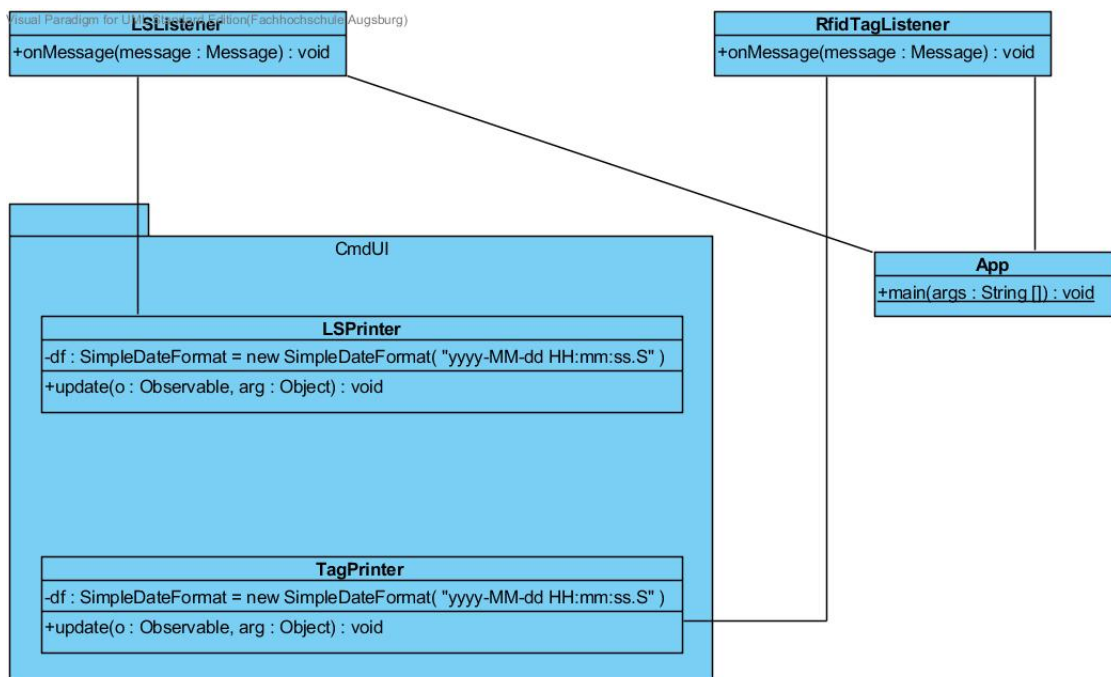 Visual Paradigm for UML Standard Edition(Fachhochschule Augsburg)
LSListener
+onMessage(message : Message) : void
RfidTagListener
+onMessage(message : Message) : void
CmdUI
App
+main(args : String []) : void
LSPrinter
-df : SimpleDateFormat = new SimpleDateFormat( "yyyy-MM-dd HH:mm:ss.S" )
+update(o : Observable, arg : Object) : void
TagPrinter
-df : SimpleDateFormat = new SimpleDateFormat( "yyyy-MM-dd HH:mm:ss.S" )
+update(o : Observable, arg : Object) : void